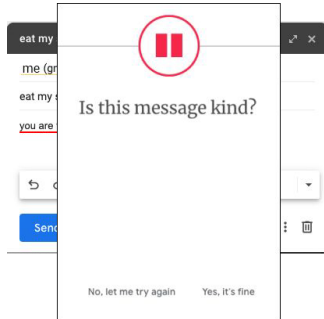 eat my
me (gr
Is this message kind?
eat my s
you are
Send
No, let me try again Yes, it's fine